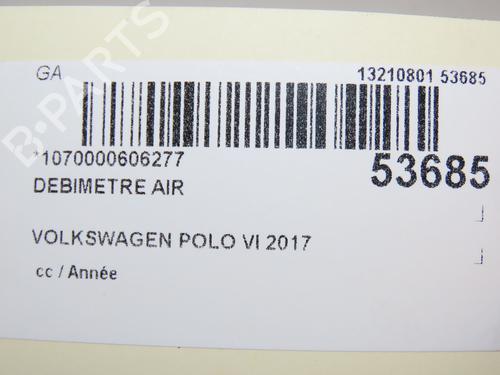 B-PARTS
GA
13210801 53685
*1070000606277
53685
DEBIMETRE AIR
VOLKSWAGEN POLO VI 2017
cc / Année